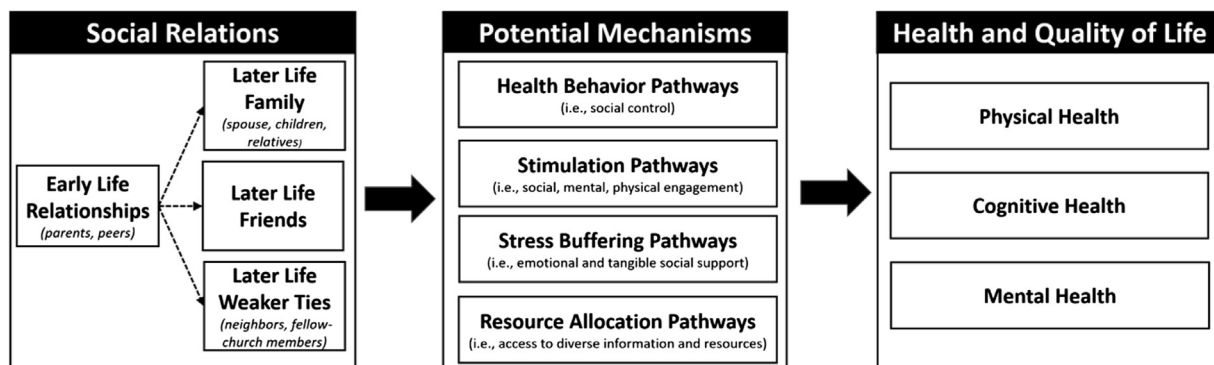 Social Relations
Early Life
Relationships
(parents, peers)
Later Life
Family
(spouse, children,
relatives)
Later Life
Friends
Later Life
Weaker Ties
(neighbors, fellow-
church members)
Potential Mechanisms
Health Behavior Pathways
(i.e., social control)
Stimulation Pathways
(i.e., social, mental, physical engagement)
Stress Buffering Pathways
(i.e., emotional and tangible social support)
Resource Allocation Pathways
(i.e., access to diverse information and resources)
Health and Quality of Life
Physical Health
Cognitive Health
Mental Health